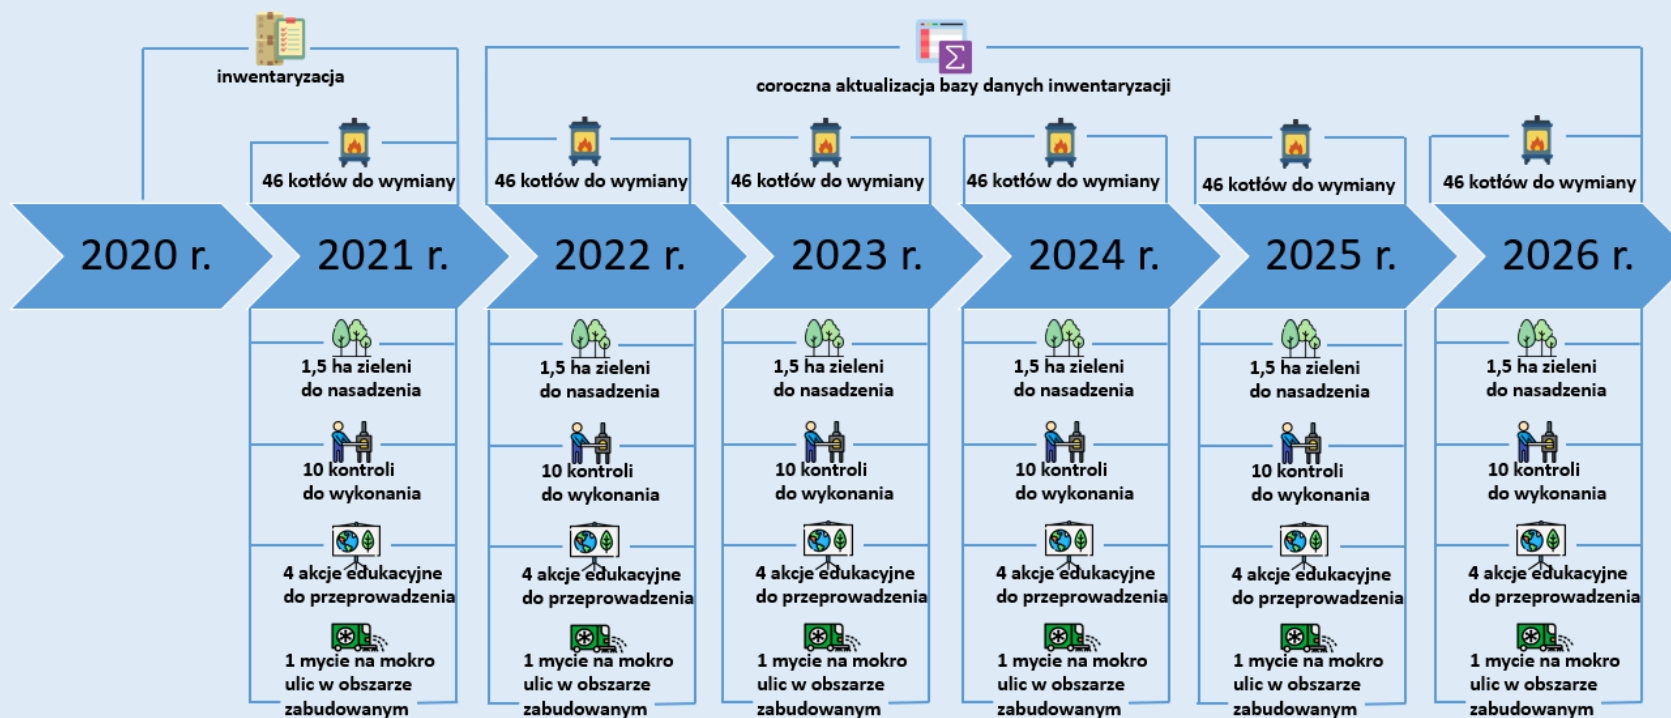 inwentaryzacja
coroczna aktualizacja bazy danych inwentaryzacji
46 kotłów do wymiany
46 kotłów do wymiany
46 kotłów do wymiany
46 kotłów do wymiany
46 kotłów do wymiany
46 kotłów do wymiany
2020 r.
2021 r.
2022 r.
2023 r.
2024 r.
2025 r.
2026 r.
1,5 ha zieleni
do nasadzenia
1,5 ha zieleni
do nasadzenia
1,5 ha zieleni
do nasadzenia
1,5 ha zieleni
do nasadzenia
1,5 ha zieleni
do nasadzenia
1,5 ha zieleni
do nasadzenia
10 kontroli
do wykonania
10 kontroli
do wykonania
10 kontroli
do wykonania
10 kontroli
do wykonania
10 kontroli
do wykonania
10 kontroli
do wykonania
4 akcje edukacyjne
do przeprowadzenia
4 akcje edukacyjne
do przeprowadzenia
4 akcje edukacyjne
do przeprowadzenia
4 akcje edukacyjne
do przeprowadzenia
4 akcje edukacyjne
do przeprowadzenia
4 akcje edukacyjne
do przeprowadzenia
1 mycie na mokro
ulic w obszarze
zabudowanym
1 mycie na mokro
ulic w obszarze
zabudowanym
1 mycie na mokro
ulic w obszarze
zabudowanym
1 mycie na mokro
ulic w obszarze
zabudowanym
1 mycie na mokro
ulic w obszarze
zabudowanym
1 mycie na mokro
ulic w obszarze
zabudowanym